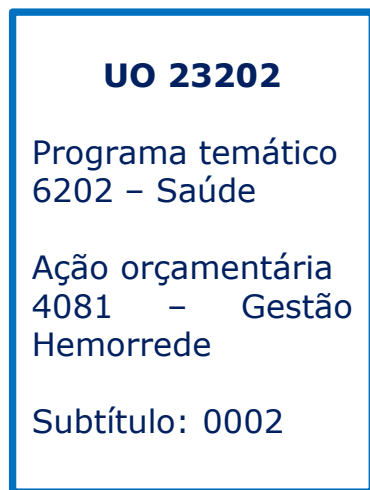 UO 23202
Programa temático
6202 – Saúde
Ação orçamentária
4081 – Gestão
Hemorrede
Subtítulo: 0002